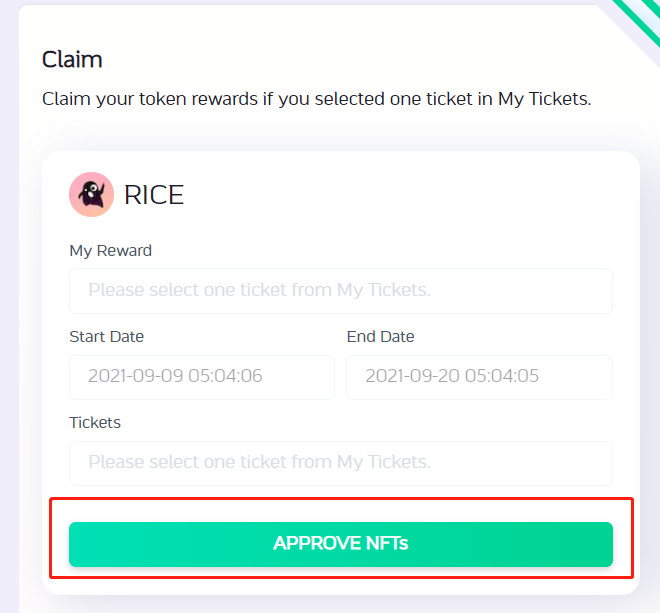 Claim
Claim your token rewards if you selected one ticket in My Tickets.
RICE
My Reward
Please select one ticket from My Tickets.
Start Date End Date
2021-09-09 05:04:06 2021-09-20 05:04:05
Tickets
Please select one ticket from My Tickets.
APPROVE NFTs